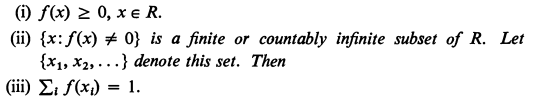 (i) f(x) ≥ 0, x ∈ R.
(ii) {x: f(x) ≠ 0} is a finite or countably infinite subset of R. Let
{x₁, x₂, ...} denote this set. Then
(iii) Σᵢ f(xᵢ) = 1.